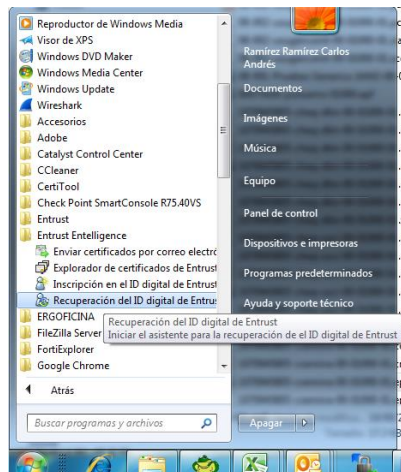 Reproductor de Windows Media
Visor de XPS
Windows DVD Maker
Windows Media Center
Windows Update
Wireshark
Accesorios
Adobe
Catalyst Control Center
CCleaner
CertiTool
Check Point SmartConsole R75.40VS
Entrust
Entrust Entelligence
Enviar certificados por correo electró
Explorador de certificados de Entrust
Inscripción en el ID digital de Entrust
Recuperación del ID digital de Entrus
ERGOFICINA
FileZilla Server
FortiExplorer
Google Chrome
Atrás
Buscar programas y archivos
Ramírez Ramírez Carlos
Andrés
Documentos
Imágenes
Música
Equipo
Panel de control
Dispositivos e impresoras
Programas predeterminados
Ayuda y soporte técnico
Recuperación del ID digital de Entrust
Iniciar el asistente para la recuperación de el ID digital de Entrust
Apagar